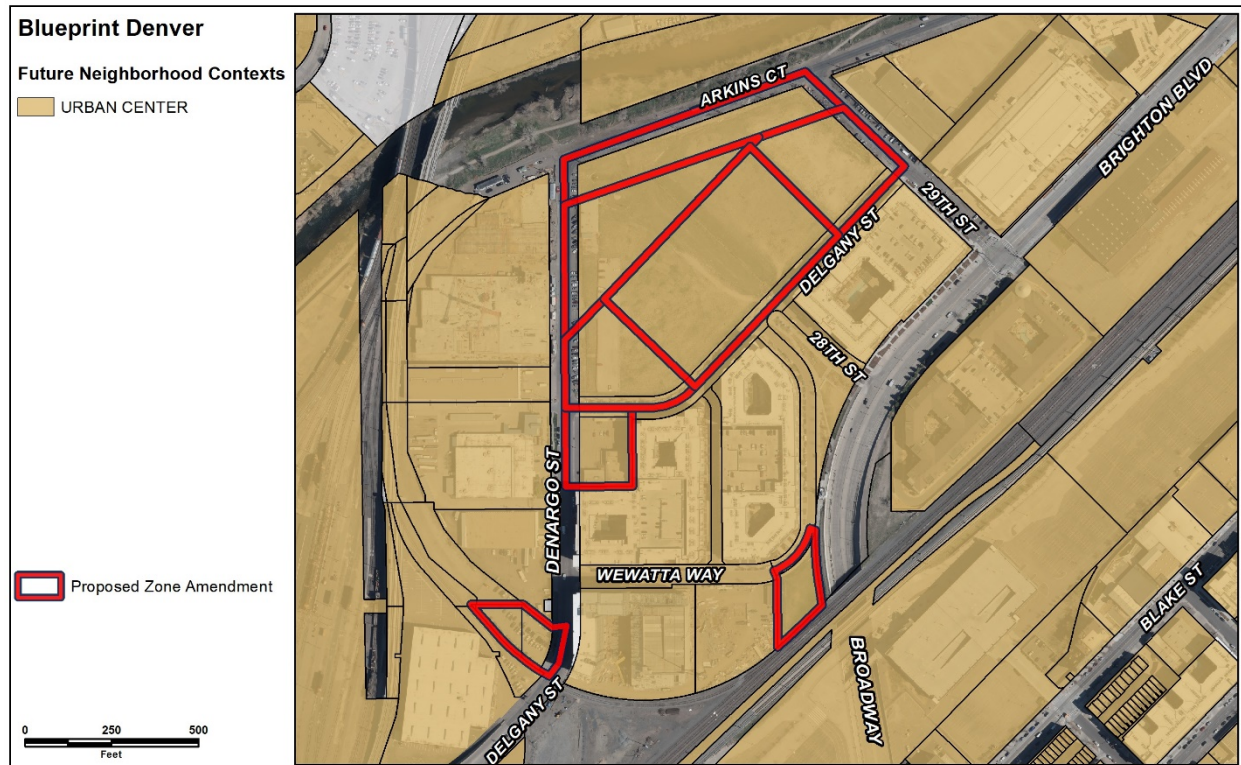 Blueprint Denver
Future Neighborhood Contexts
URBAN CENTER
Proposed Zone Amendment
0 250 500
Feet
ARKINS CT
BRIGHTON BLVD
29TH ST
DELGANY ST
28TH ST
DENARGO ST
WEWATTA WAY
BLAKE ST
BROADWAY
DELGANY ST